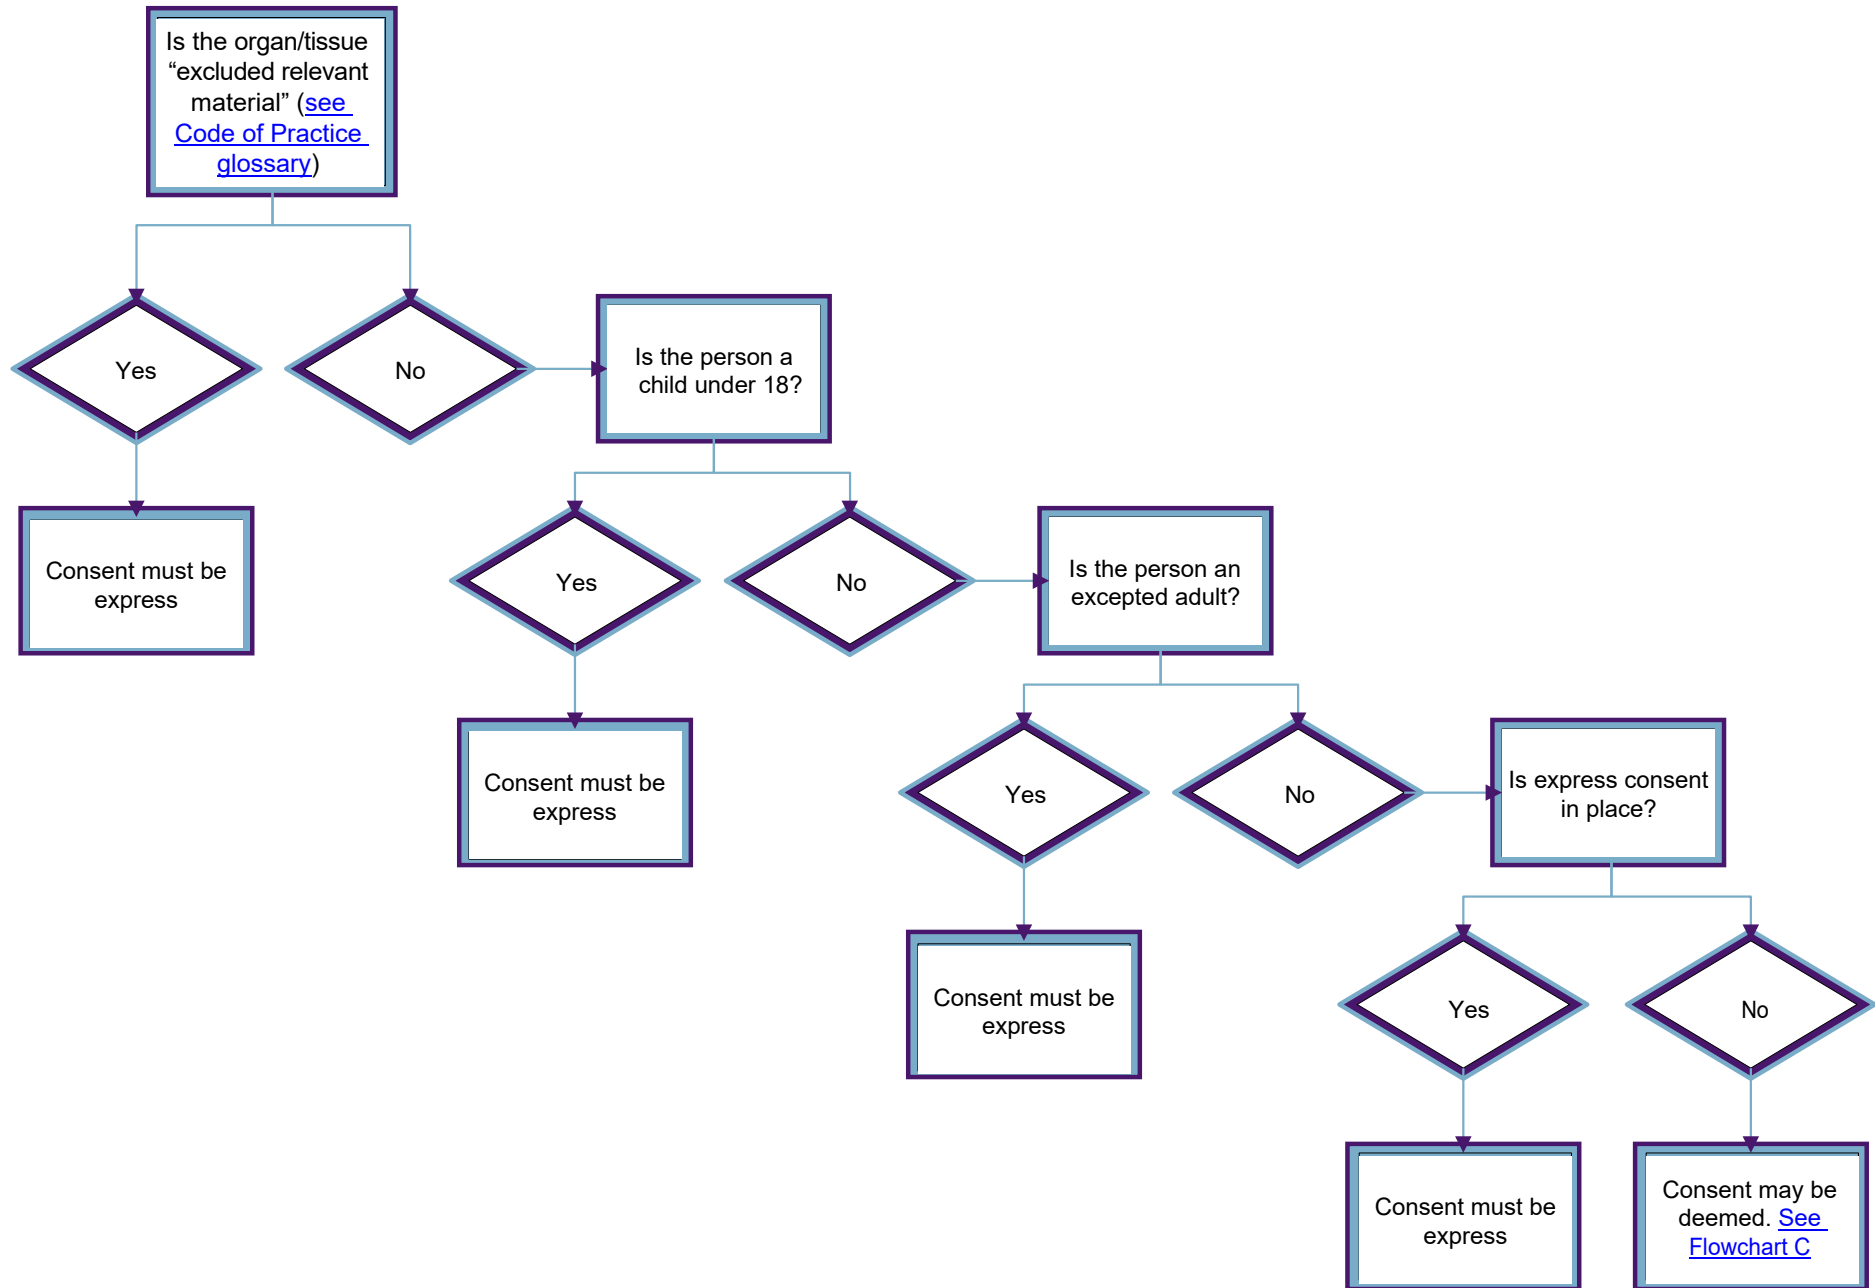 Is the organ/tissue
“excluded relevant
material” (see
Code of Practice
glossary)
Yes
No
Is the person a
child under 18?
Consent must be
express
Yes
No
Is the person an
excepted adult?
Consent must be
express
Yes
No
Is express consent
in place?
Consent must be
express
Yes
No
Consent must be
express
Consent may be
deemed. See
Flowchart C